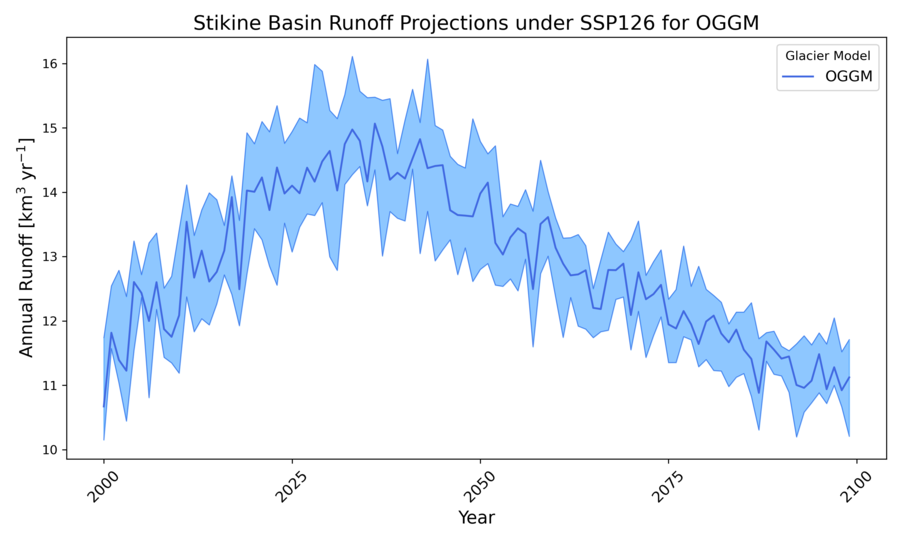 Stikine Basin Runoff Projections under SSP126 for OGGM
Glacier Model
OGGM
Annual Runoff [km³ yr⁻¹]
16
15
14
13
12
11
10
2000
2025
2050
2075
2100
Year